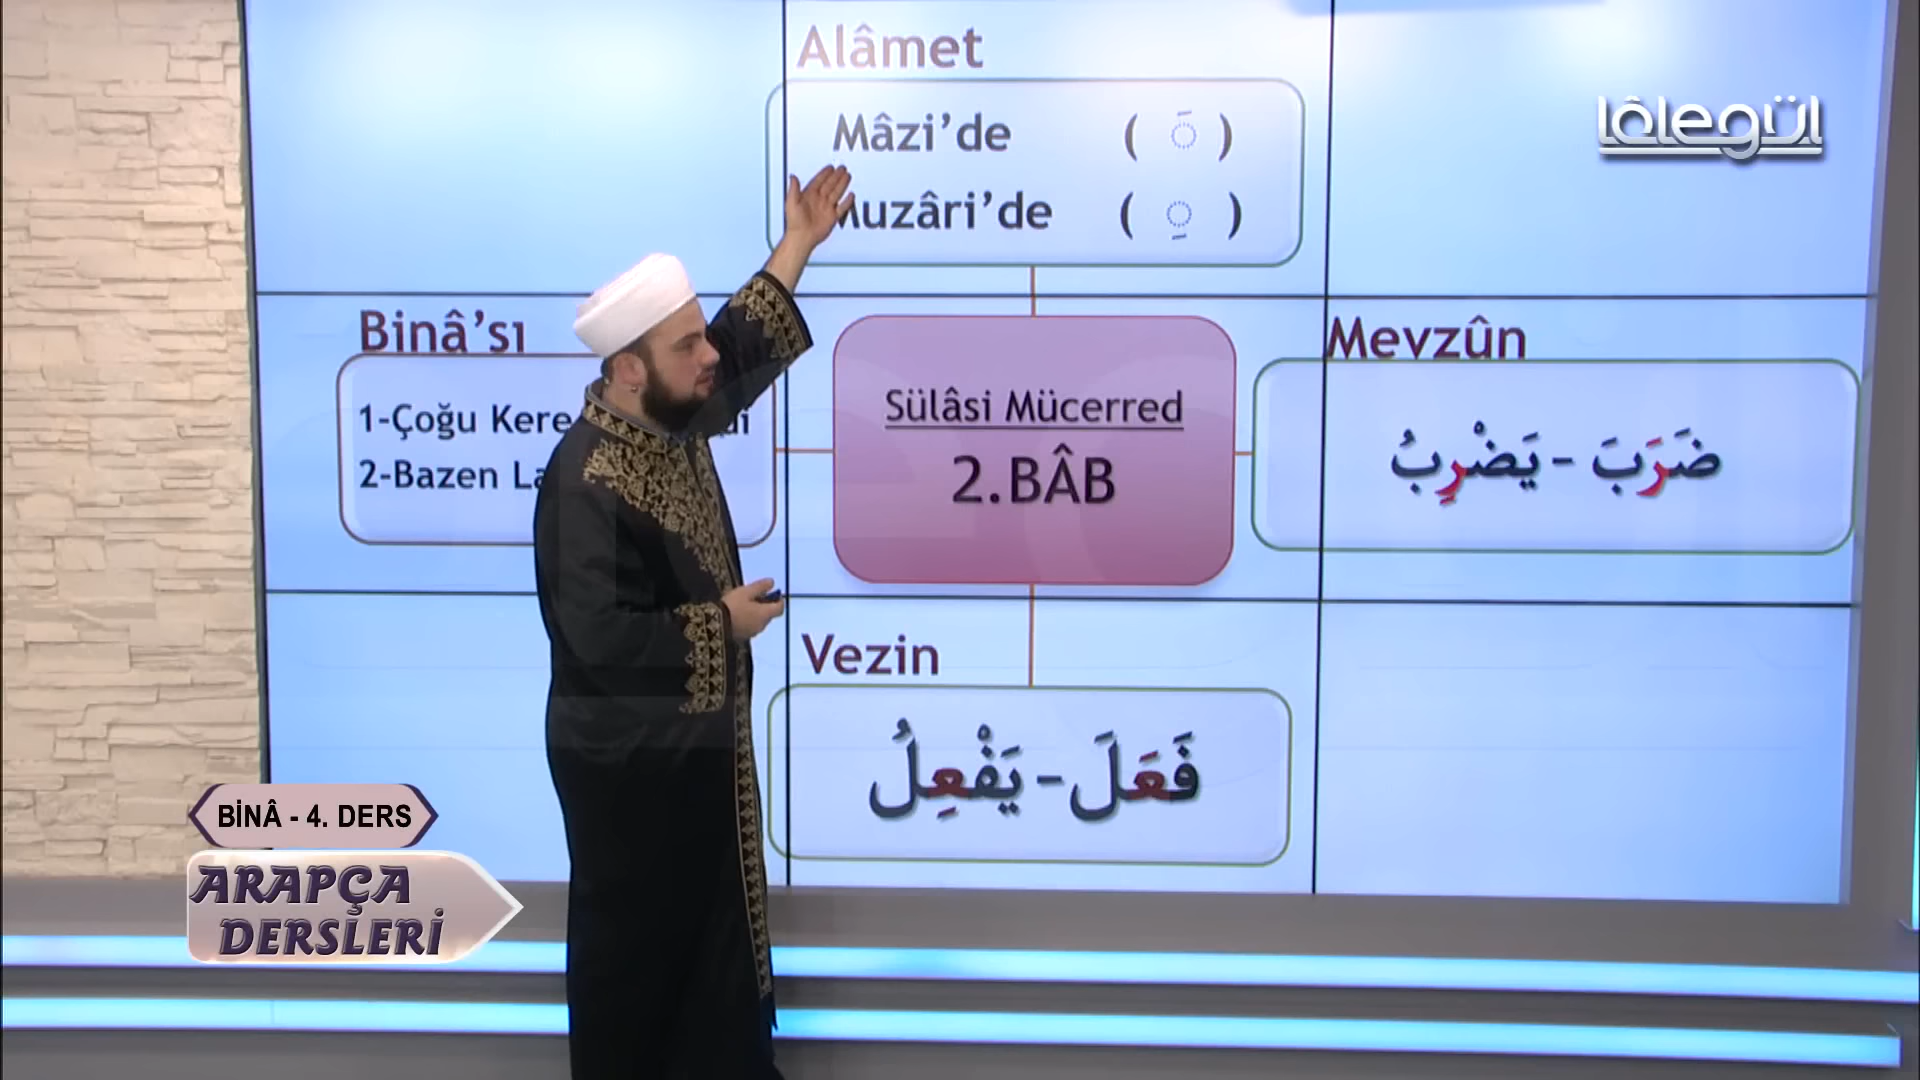 Alâmet
Mâzi’de ( َ )
Muzâri’de ( ِ )
lâlegül
Binâ’sı
1-Çoğu Kere
2-Bazen
Sülâsi Mücerred
2.BÂB
Mevzûn
ضَرَبَ - يَضْرِبُ
Vezin
فَعَلَ - يَفْعِلُ
BİNÂ - 4. DERS
ARAPÇA
DERSLERİ